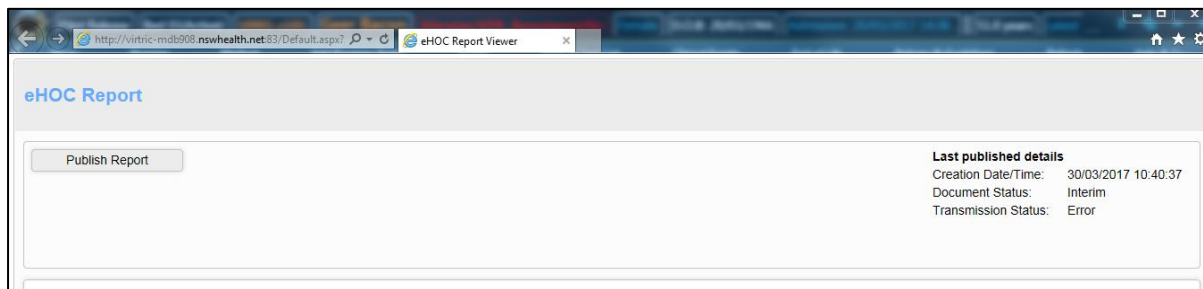 http://virtric-mdb908.nswhealth.net:83/Default.aspx?
eHOC Report Viewer
eHOC Report
Publish Report
Last published details
Creation Date/Time: 30/03/2017 10:40:37
Document Status: Interim
Transmission Status: Error